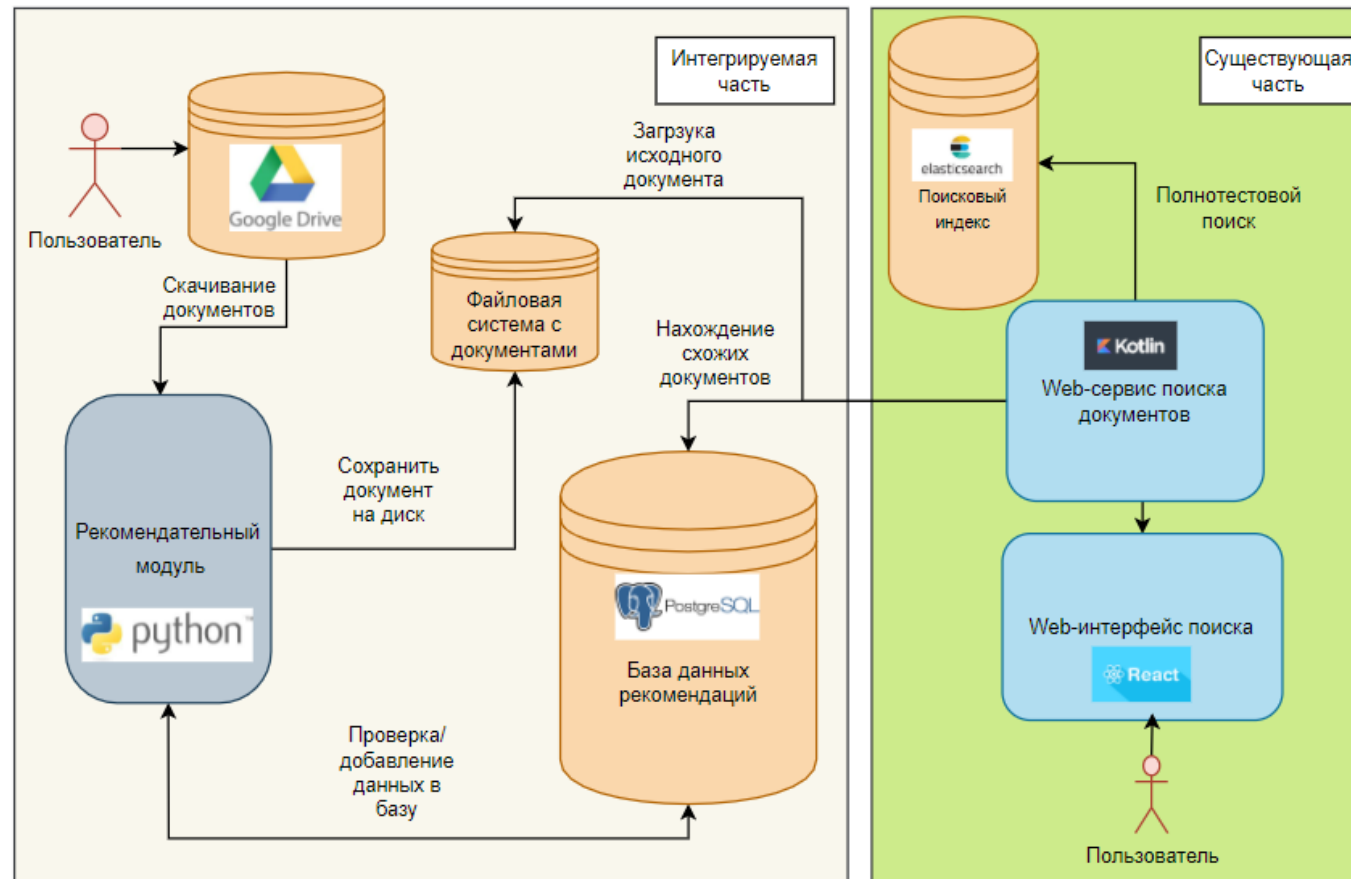 Интегрируемая
часть
Существующая
часть
Google Drive
Пользователь
Скачивание
документов
Загрзука
исходного
документа
Файловая
система с
документами
elasticsearch
Поисковый
индекс
Полнотестовой
поиск
Нахождение
схожих
документов
Kotlin
Web-сервис поиска
документов
Рекомендательный
модуль
python
Сохранить
документ
на диск
PostgreSQL
База данных
рекомендаций
Web-интерфейс поиска
React
Проверка/
добавление
данных в
базу
Пользователь